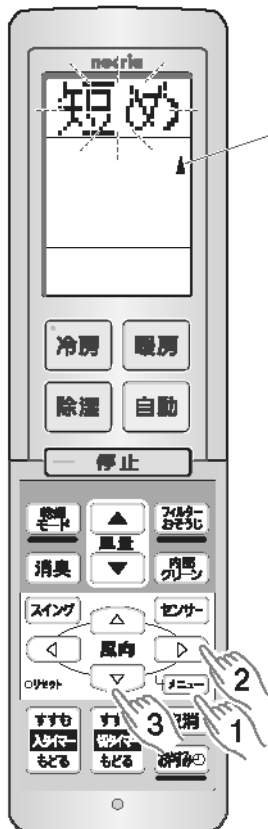 nocria
短め
冷房 暖房
除湿 自動
停止
除湿モード フィルターおそうじ
風量
消臭 内部クリーン
スイング センサー
風向
リセット メニュー
2
3 1
すすむ すす 取消
入タイマー 切タイマー
もどる もどる おやすみ